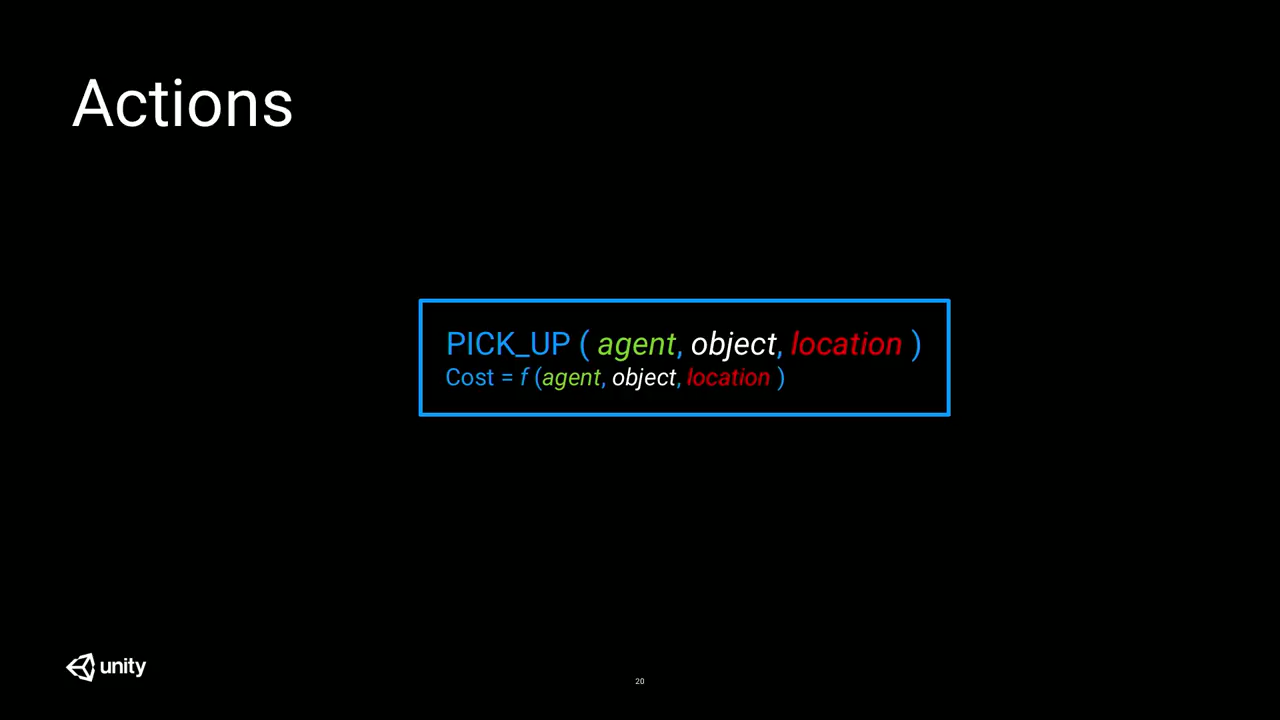 Actions
PICK_UP ( agent, object, location )
Cost = f (agent, object, location )
unity
20